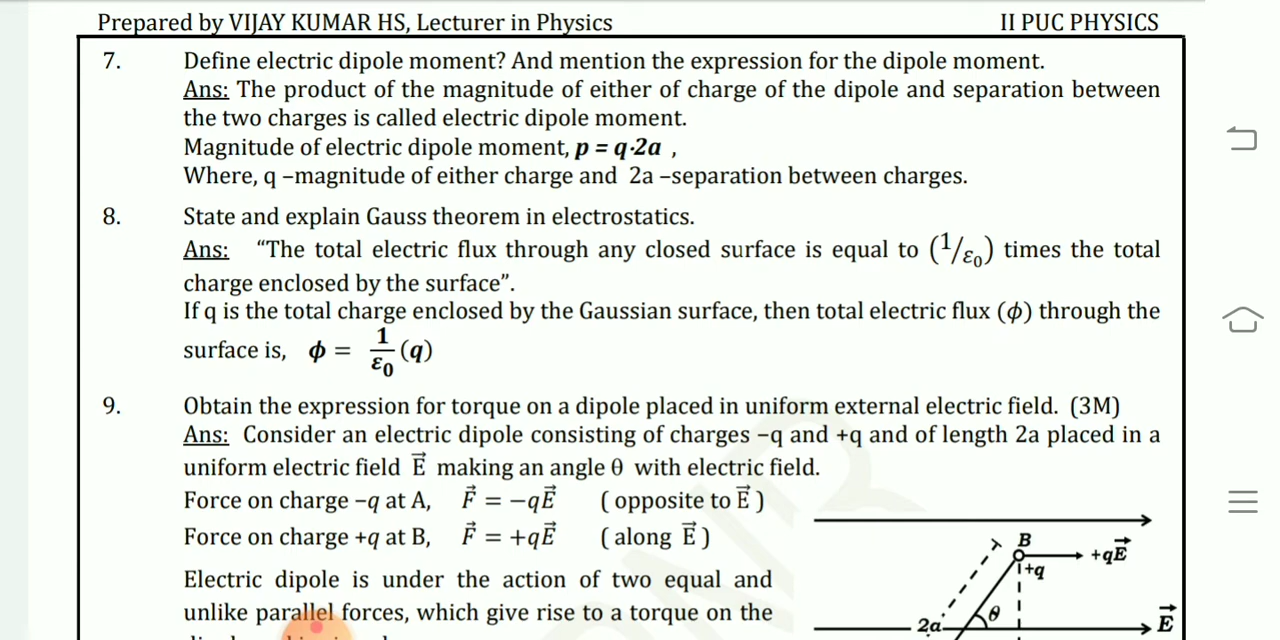 Prepared by VIJAY KUMAR HS, Lecturer in Physics II PUC PHYSICS
7. Define electric dipole moment? And mention the expression for the dipole moment.
Ans: The product of the magnitude of either of charge of the dipole and separation between
the two charges is called electric dipole moment.
Magnitude of electric dipole moment, p = q·2a ,
Where, q –magnitude of either charge and 2a –separation between charges.
8. State and explain Gauss theorem in electrostatics.
Ans: “The total electric flux through any closed surface is equal to (1/ε₀) times the total
charge enclosed by the surface”.
If q is the total charge enclosed by the Gaussian surface, then total electric flux (ϕ) through the
surface is, ϕ = 1/ε₀ (q)
9. Obtain the expression for torque on a dipole placed in uniform external electric field. (3M)
Ans: Consider an electric dipole consisting of charges –q and +q and of length 2a placed in a
uniform electric field E⃗ making an angle θ with electric field.
Force on charge –q at A, F⃗ = −qE⃗ ( opposite to E⃗ )
Force on charge +q at B, F⃗ = +qE⃗ ( along E⃗ )
Electric dipole is under the action of two equal and
unlike parallel forces, which give rise to a torque on the
B
+qE⃗
+q
θ
2a
E⃗